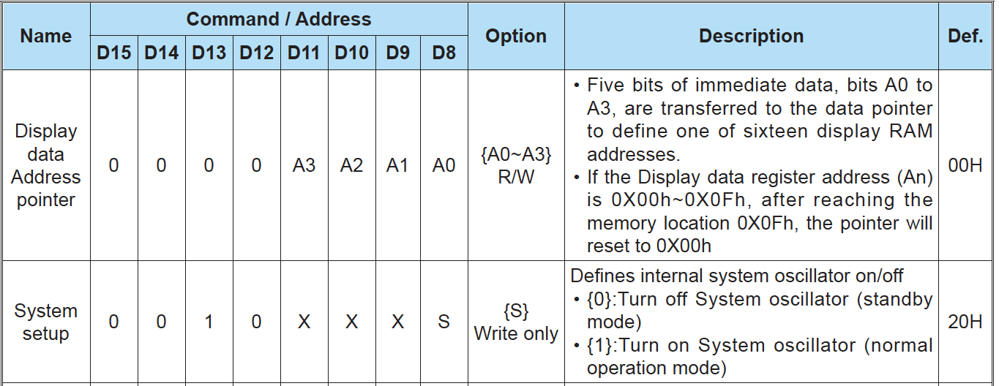 Name Command / Address Option Description Def.
D15 D14 D13 D12 D11 D10 D9 D8
Display
data
Address
pointer
0 0 0 0 A3 A2 A1 A0
{A0~A3}
R/W
• Five bits of immediate data, bits A0 to
A3, are transferred to the data pointer
to define one of sixteen display RAM
addresses.
• If the Display data register address (An)
is 0X00h~0X0Fh, after reaching the
memory location 0X0Fh, the pointer will
reset to 0X00h
00H
System
setup
0 0 1 0 X X X S
{S}
Write only
Defines internal system oscillator on/off
• {0}:Turn off System oscillator (standby
mode)
• {1}:Turn on System oscillator (normal
operation mode)
20H